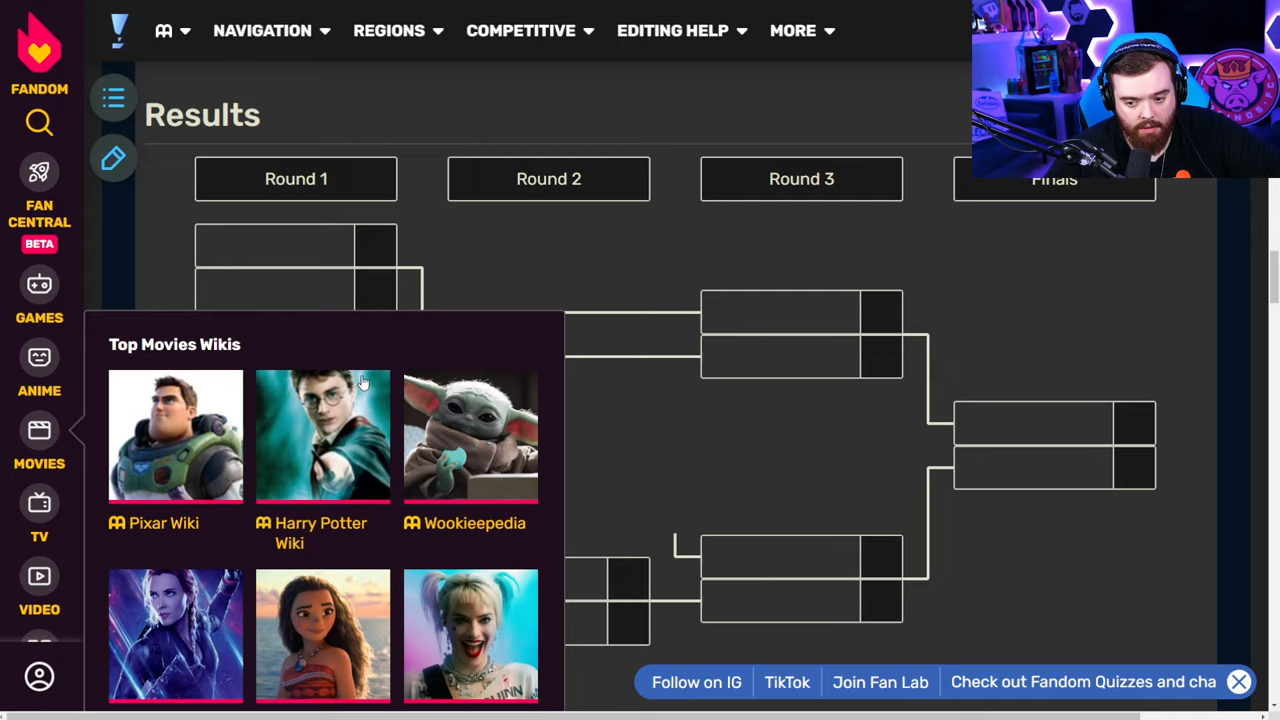 FANDOM
FAN
CENTRAL
BETA
GAMES
ANIME
MOVIES
TV
VIDEO
NAVIGATION
REGIONS
COMPETITIVE
EDITING HELP
MORE
Results
Round 1
Round 2
Round 3
Finals
Top Movies Wikis
Pixar Wiki
Harry Potter
Wiki
Wookieepedia
Follow on IG
TikTok
Join Fan Lab
Check out Fandom Quizzes and cha